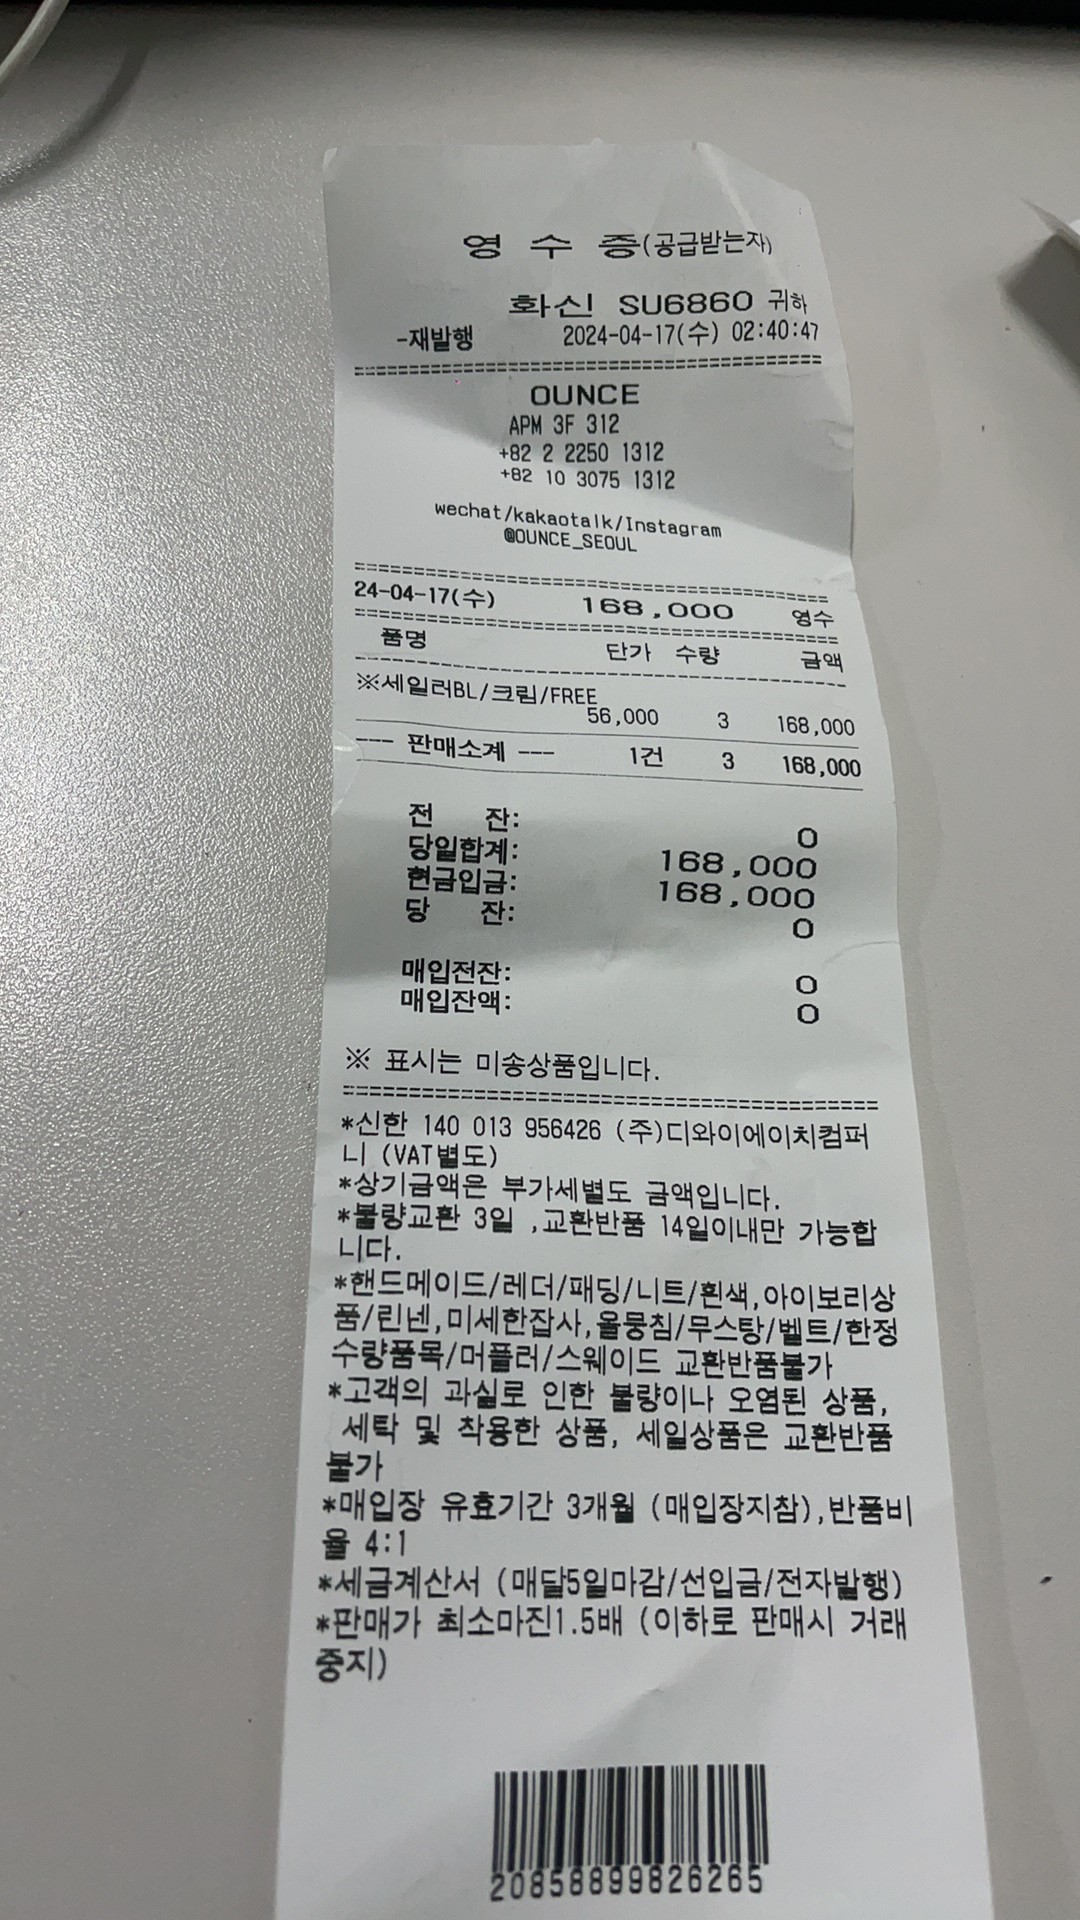 영 수 증(공급받는자)
화신 SU6860 귀하
-재발행 2024-04-17(수) 02:40:47
==================================================
OUNCE
APM 3F 312
+82 2 2250 1312
+82 10 3075 1312
wechat/kakaotalk/Instagram
@OUNCE_SEOUL
==================================================
24-04-17(수) 168,000 영수
==================================================
품명 단가 수량 금액
--------------------------------------------------
※세일러BL/크림/FREE
56,000 3 168,000
--- 판매소계 --- 1건 3 168,000
전 잔: 0
당일합계: 168,000
현금입금: 168,000
당 잔: 0
매입전잔: 0
매입잔액: 0
※ 표시는 미송상품입니다.
==================================================
*신한 140 013 956426 (주)디와이에이치컴퍼
니 (VAT별도)
*상기금액은 부가세별도 금액입니다.
*불량교환 3일 ,교환반품 14일이내만 가능합
니다.
*핸드메이드/레더/패딩/니트/흰색,아이보리상
품/린넨,미세한잡사,올뭉침/무스탕/벨트/한정
수량품목/머플러/스웨이드 교환반품불가
*고객의 과실로 인한 불량이나 오염된 상품,
세탁 및 착용한 상품, 세일상품은 교환반품
불가
*매입장 유효기간 3개월 (매입장지참),반품비
율 4:1
*세금계산서 (매달5일마감/선입금/전자발행)
*판매가 최소마진1.5배 (이하로 판매시 거래
중지)
20858899826265